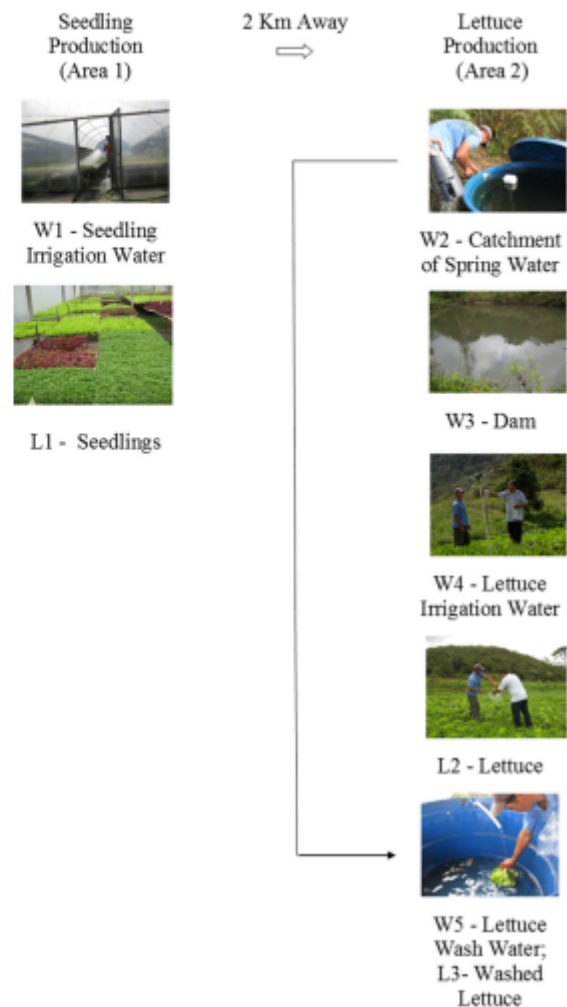 Seedling
Production
(Area 1)
2 Km Away
Lettuce
Production
(Area 2)
W1 - Seedling
Irrigation Water
L1 - Seedlings
W2 - Catchment
of Spring Water
W3 - Dam
W4 - Lettuce
Irrigation Water
L2 - Lettuce
W5 - Lettuce
Wash Water;
L3- Washed
Lettuce